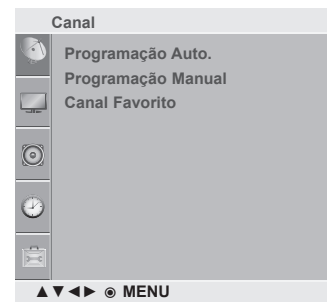 Canal
Programação Auto.
Programação Manual
Canal Favorito
▲▼◄► ◉ MENU